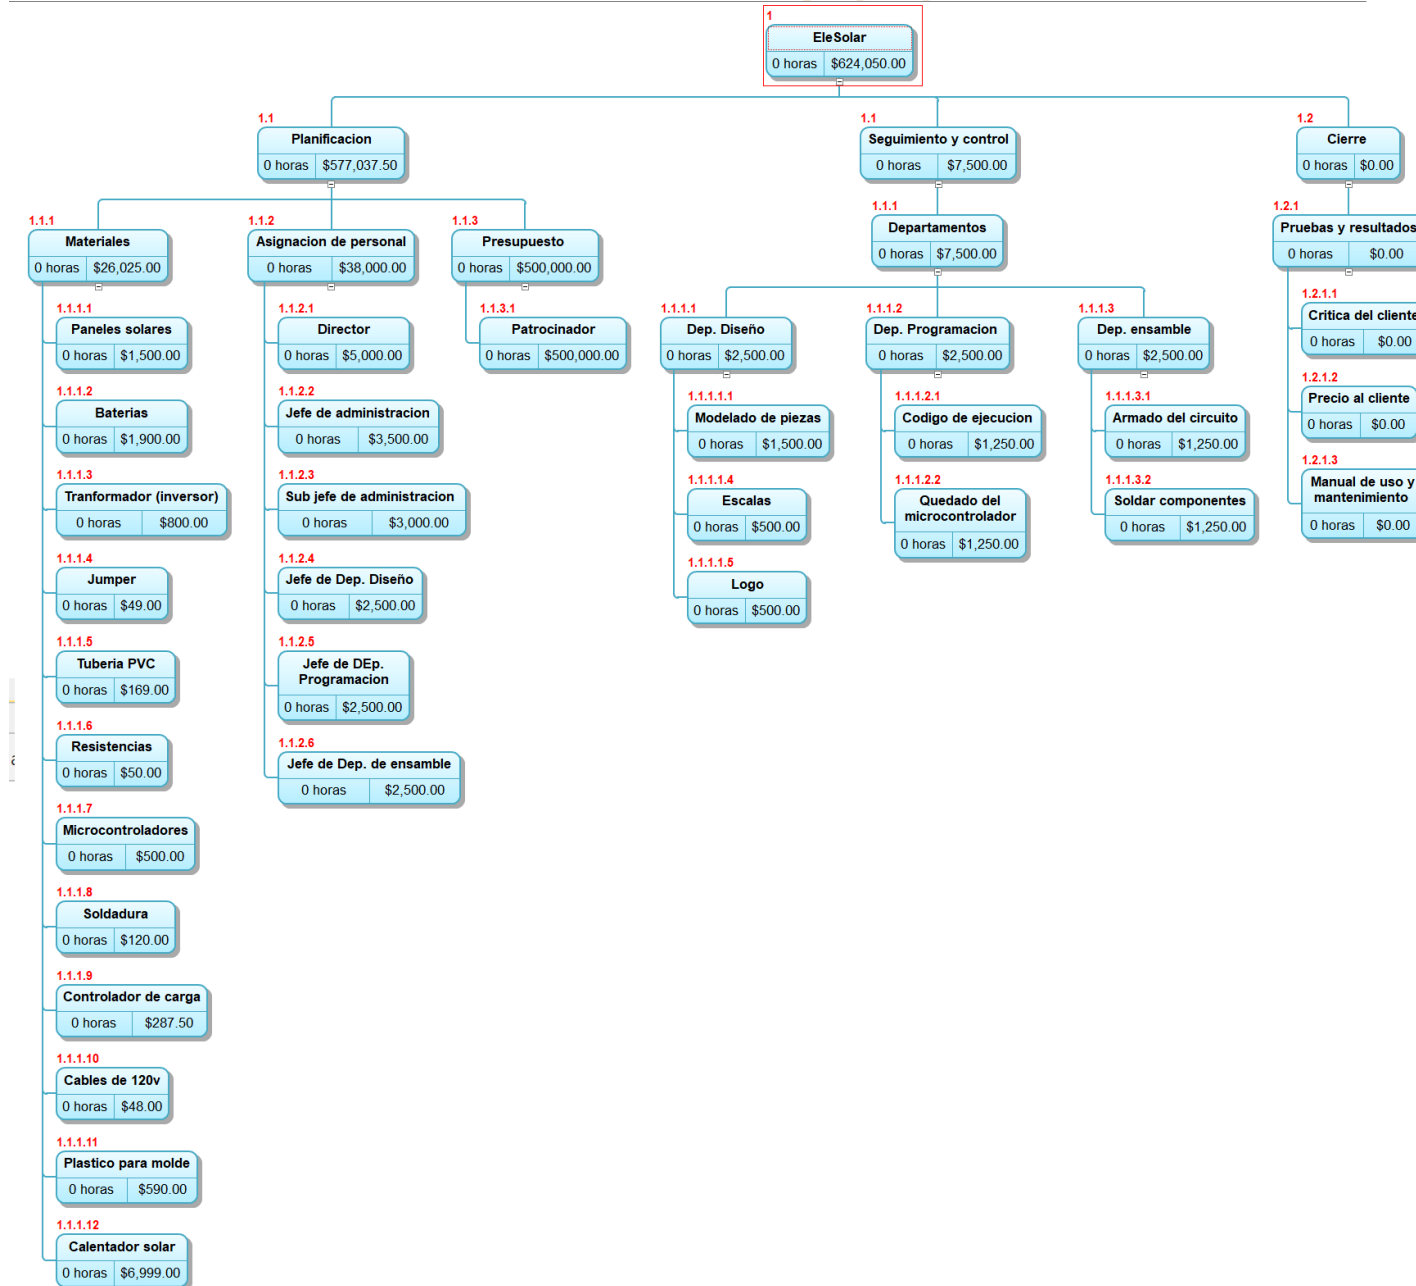 1
EleSolar
0 horas $624,050.00
1.1
Planificacion
0 horas $577,037.50
1.1
Seguimiento y control
0 horas $7,500.00
1.2
Cierre
0 horas $0.00
1.1.1
Materiales
0 horas $26,025.00
1.1.2
Asignacion de personal
0 horas $38,000.00
1.1.3
Presupuesto
0 horas $500,000.00
1.1.1
Departamentos
0 horas $7,500.00
1.2.1
Pruebas y resultados
0 horas $0.00
1.1.1.1
Paneles solares
0 horas $1,500.00
1.1.1.2
Baterias
0 horas $1,900.00
1.1.1.3
Tranformador (inversor)
0 horas $800.00
1.1.1.4
Jumper
0 horas $49.00
1.1.1.5
Tuberia PVC
0 horas $169.00
1.1.1.6
Resistencias
0 horas $50.00
1.1.1.7
Microcontroladores
0 horas $500.00
1.1.1.8
Soldadura
0 horas $120.00
1.1.1.9
Controlador de carga
0 horas $287.50
1.1.1.10
Cables de 120v
0 horas $48.00
1.1.1.11
Plastico para molde
0 horas $590.00
1.1.1.12
Calentador solar
0 horas $6,999.00
1.1.2.1
Director
0 horas $5,000.00
1.1.2.2
Jefe de administracion
0 horas $3,500.00
1.1.2.3
Sub jefe de administracion
0 horas $3,000.00
1.1.2.4
Jefe de Dep. Diseño
0 horas $2,500.00
1.1.2.5
Jefe de DEp.
Programacion
0 horas $2,500.00
1.1.2.6
Jefe de Dep. de ensamble
0 horas $2,500.00
1.1.3.1
Patrocinador
0 horas $500,000.00
1.1.1.1
Dep. Diseño
0 horas $2,500.00
1.1.1.1.1
Modelado de piezas
0 horas $1,500.00
1.1.1.1.4
Escalas
0 horas $500.00
1.1.1.1.5
Logo
0 horas $500.00
1.1.1.2
Dep. Programacion
0 horas $2,500.00
1.1.1.2.1
Codigo de ejecucion
0 horas $1,250.00
1.1.1.2.2
Quedado del
microcontrolador
0 horas $1,250.00
1.1.1.3
Dep. ensamble
0 horas $2,500.00
1.1.1.3.1
Armado del circuito
0 horas $1,250.00
1.1.1.3.2
Soldar componentes
0 horas $1,250.00
1.2.1.1
Critica del cliente
0 horas $0.00
1.2.1.2
Precio al cliente
0 horas $0.00
1.2.1.3
Manual de uso y
mantenimiento
0 horas $0.00